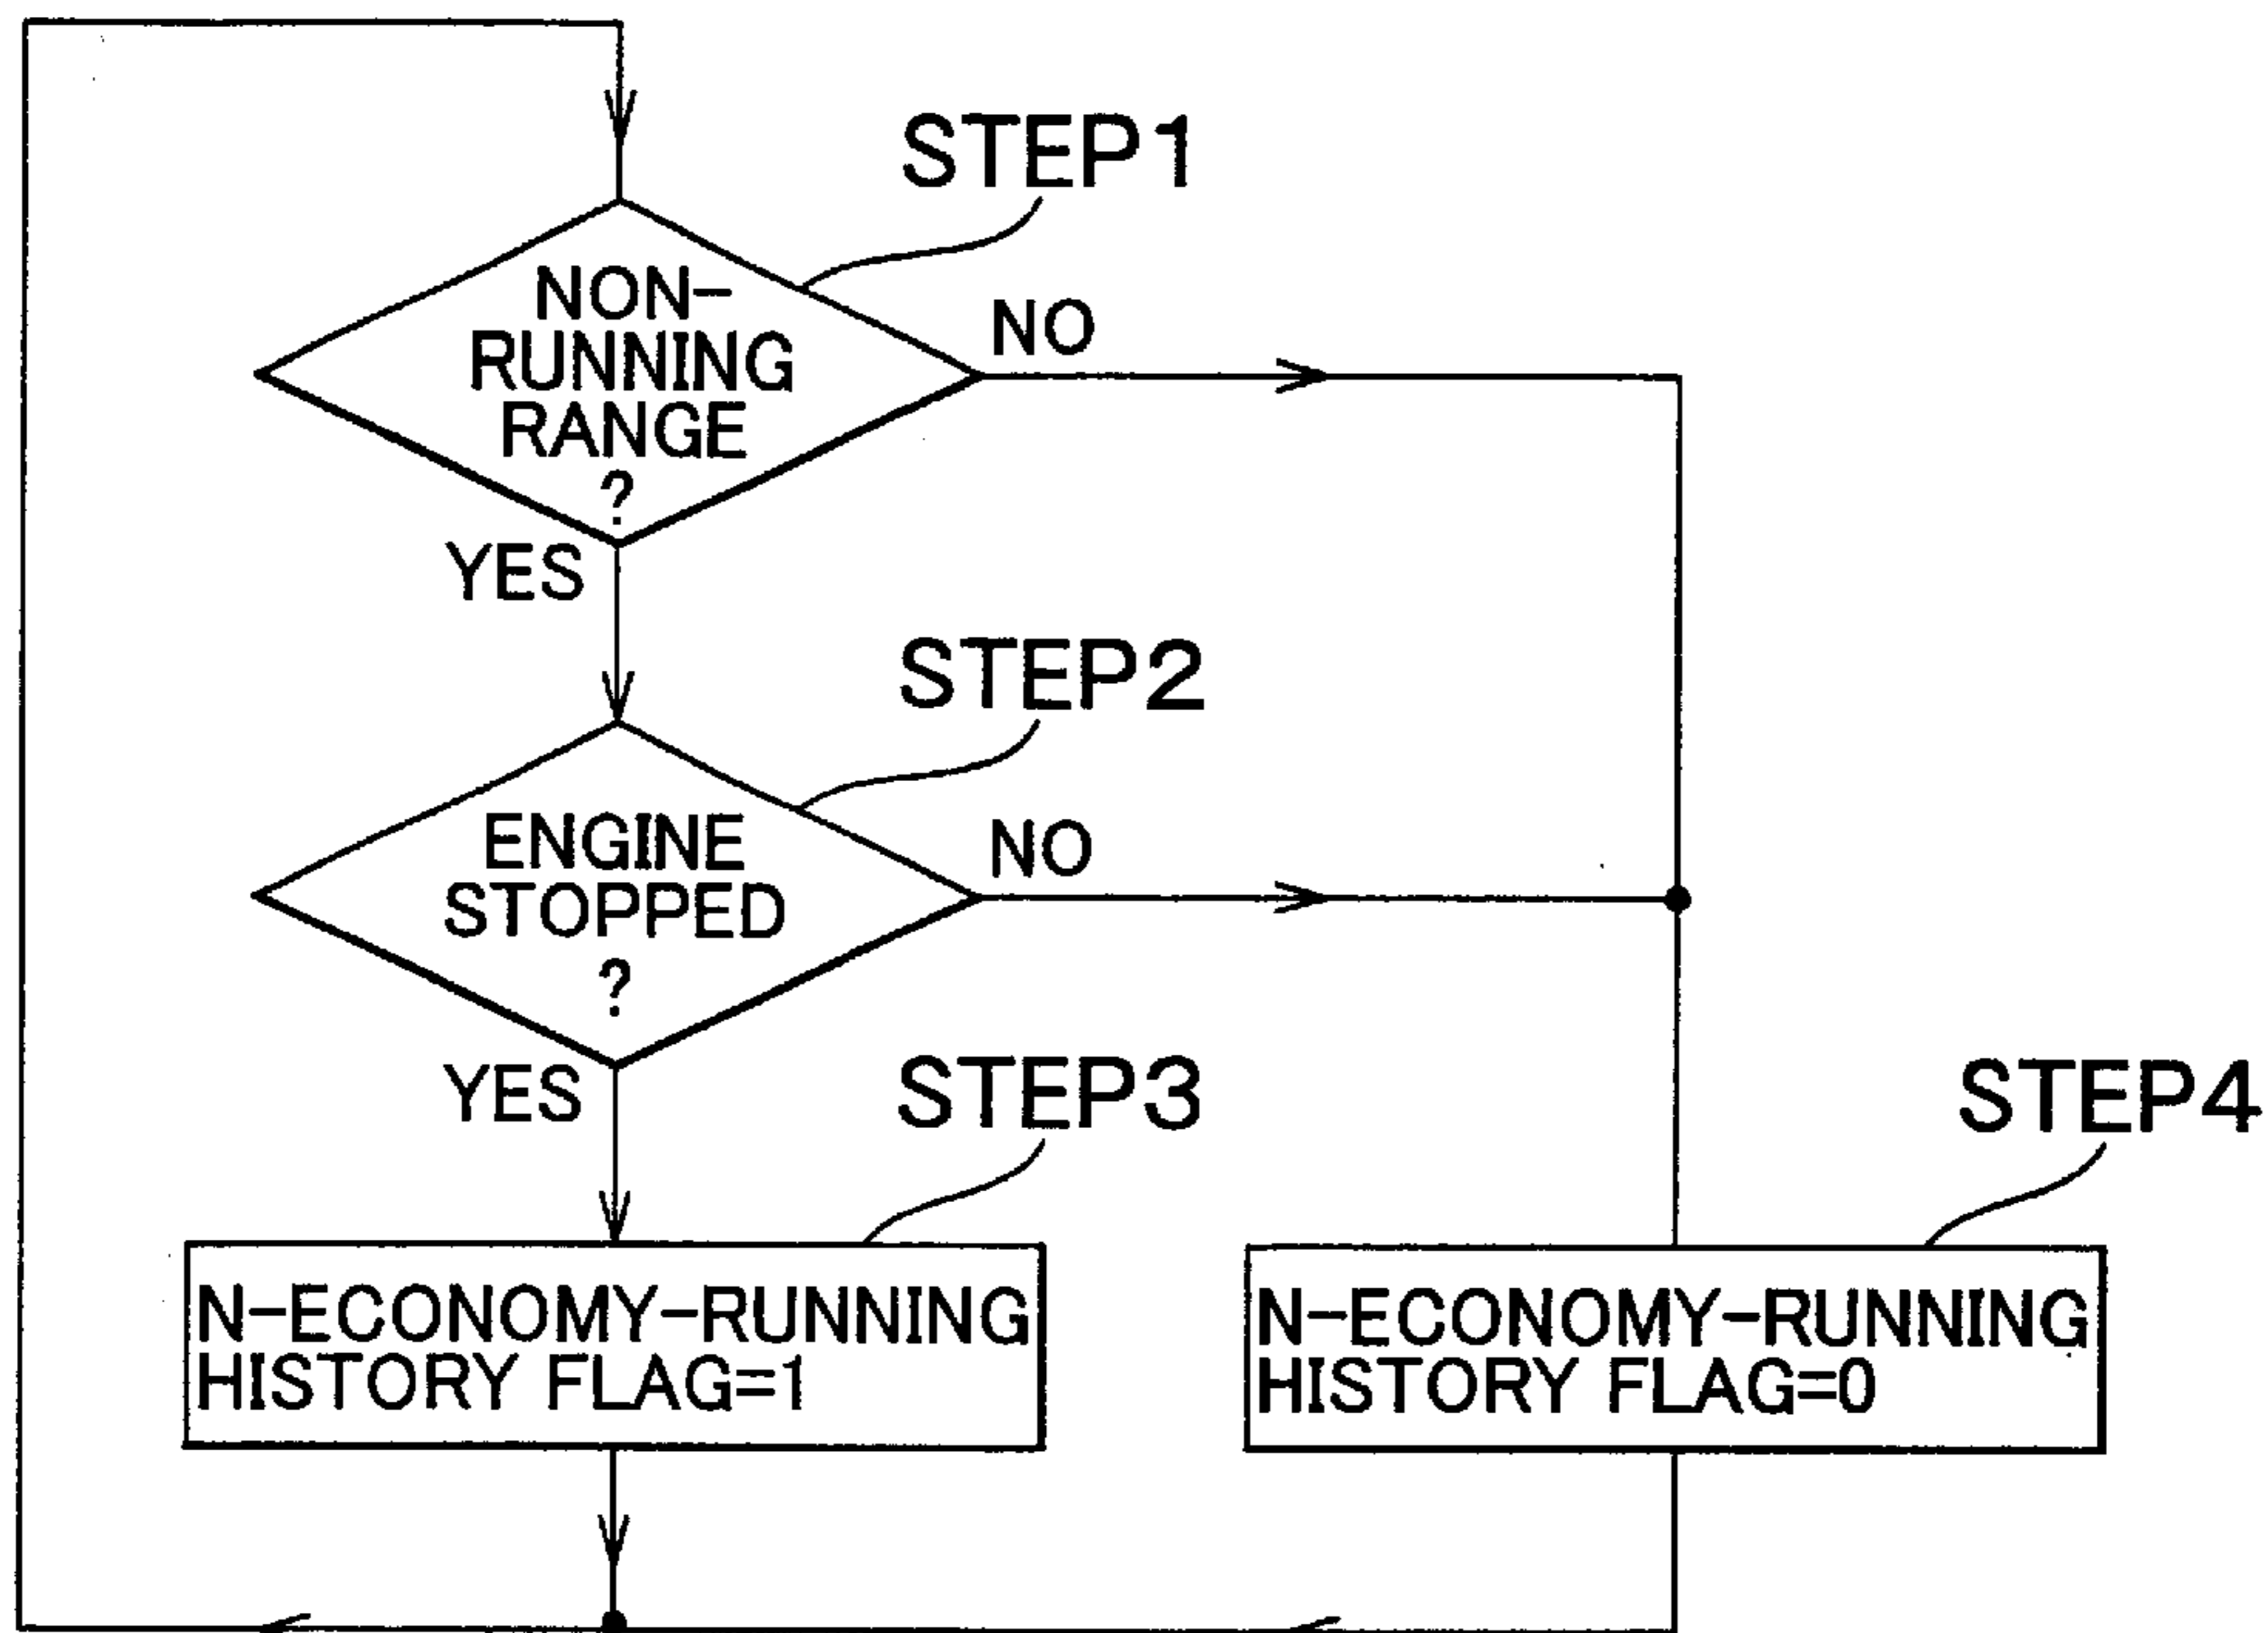 STEP1
NON-
RUNNING
RANGE
?
NO
YES
STEP2
ENGINE
STOPPED
?
NO
YES
STEP3
STEP4
N-ECONOMY-RUNNING
HISTORY FLAG=1
N-ECONOMY-RUNNING
HISTORY FLAG=0